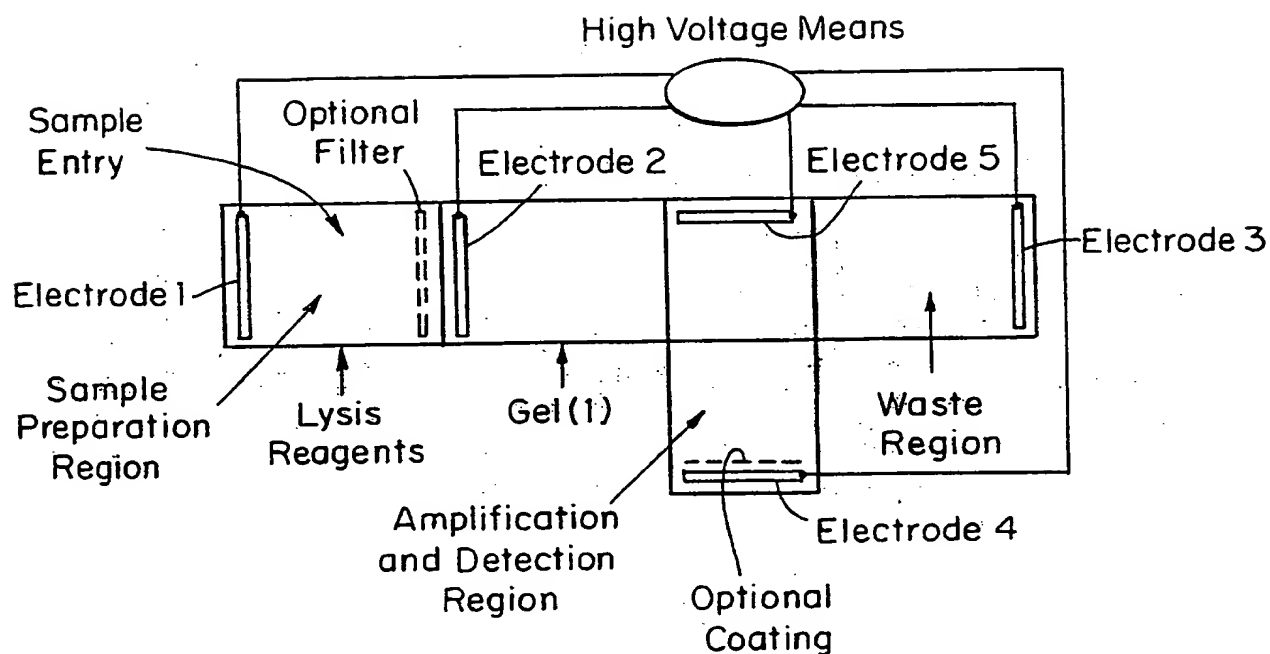 High Voltage Means
Sample
Entry
Optional
Filter
Electrode 2
Electrode 5
Electrode 1
Electrode 3
Sample
Preparation
Region
Lysis
Reagents
Gel (1)
Waste
Region
Amplification
and Detection
Region
Electrode 4
Optional
Coating